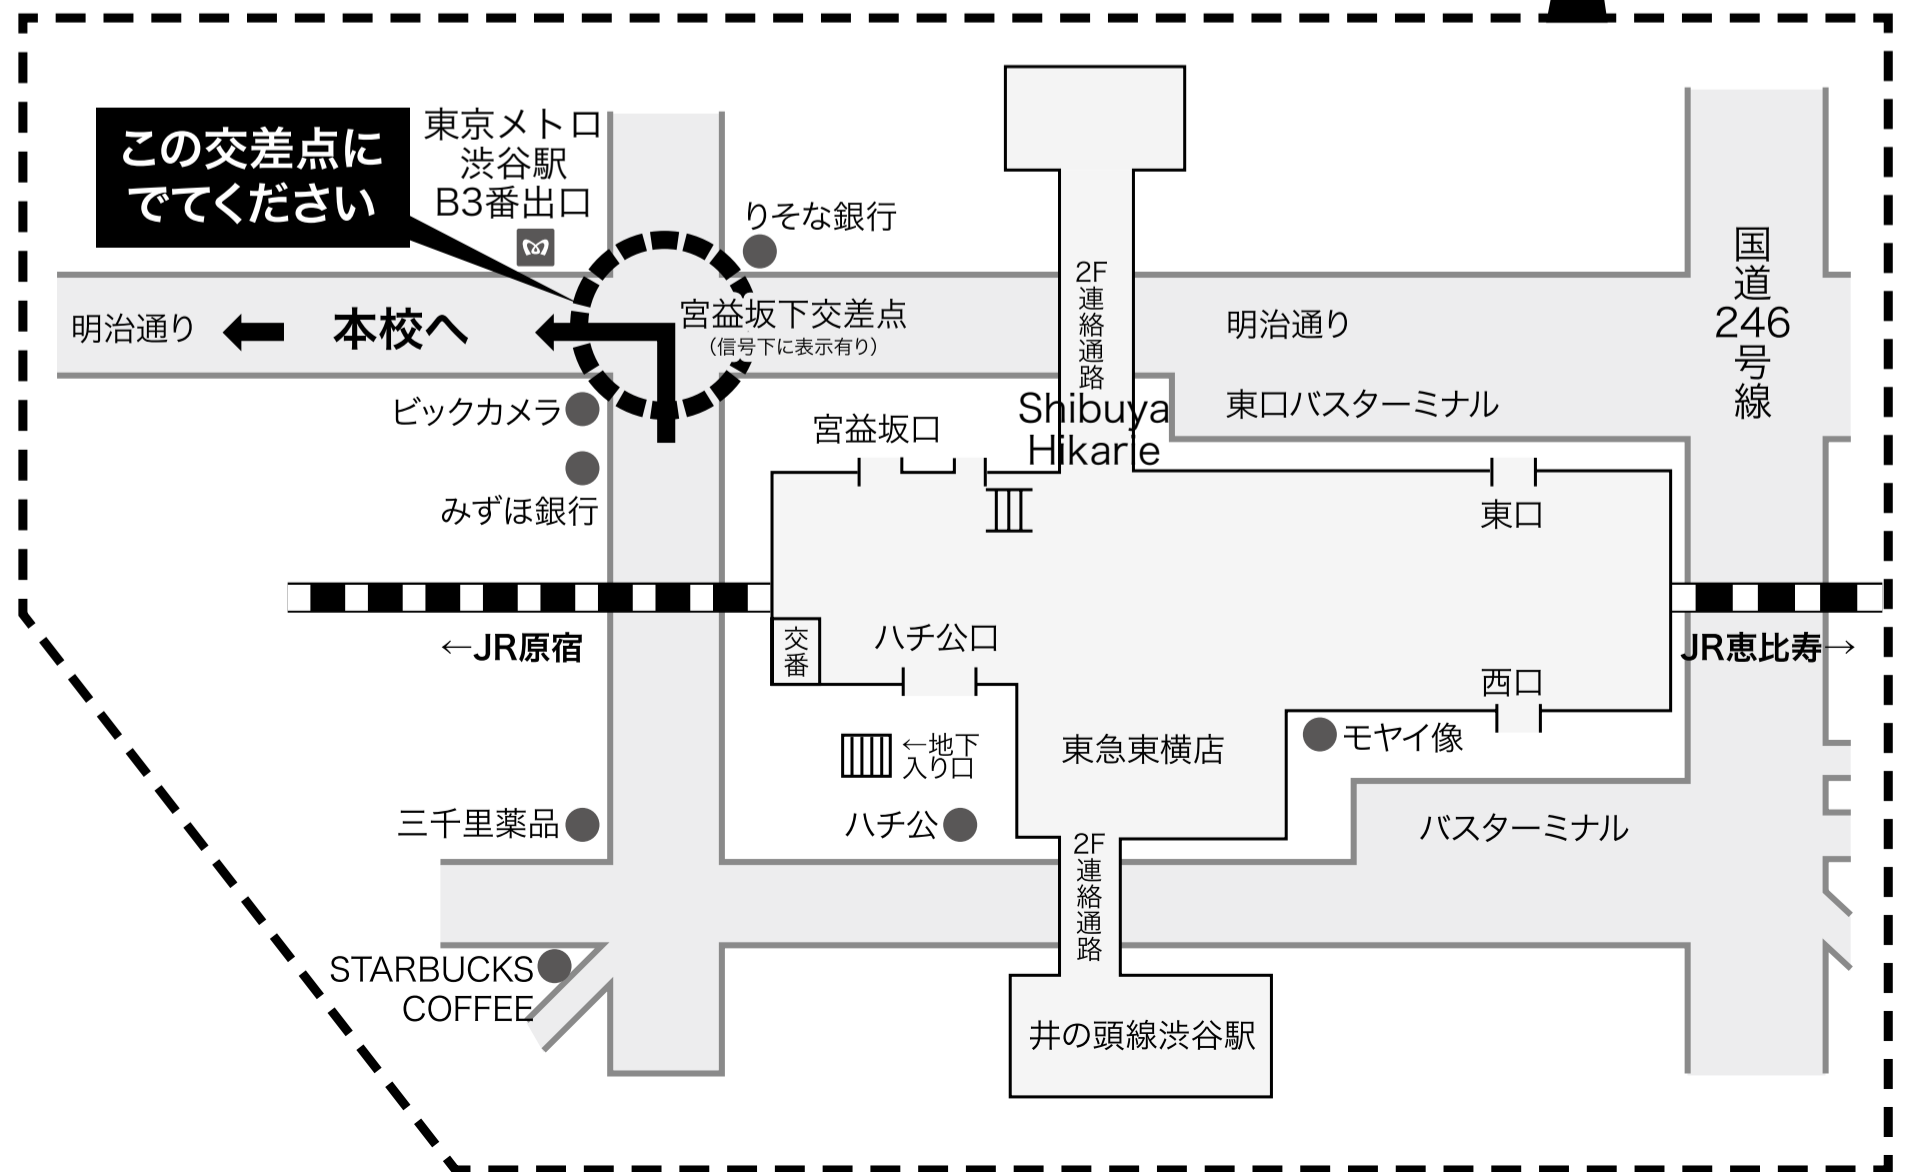 この交差点に
でてください
東京メトロ
渋谷駅
B3番出口
りそな銀行
明治通り
本校へ
宮益坂下交差点
（信号下に表示有り）
2F連絡通路
明治通り
国道246号線
東口バスターミナル
Shibuya
Hikarie
ビックカメラ
宮益坂口
みずほ銀行
東口
←JR原宿
交番
ハチ公口
JR恵比寿→
西口
モヤイ像
東急東横店
←地下
入り口
三千里薬品
ハチ公
バスターミナル
2F連絡通路
STARBUCKS
COFFEE
井の頭線渋谷駅